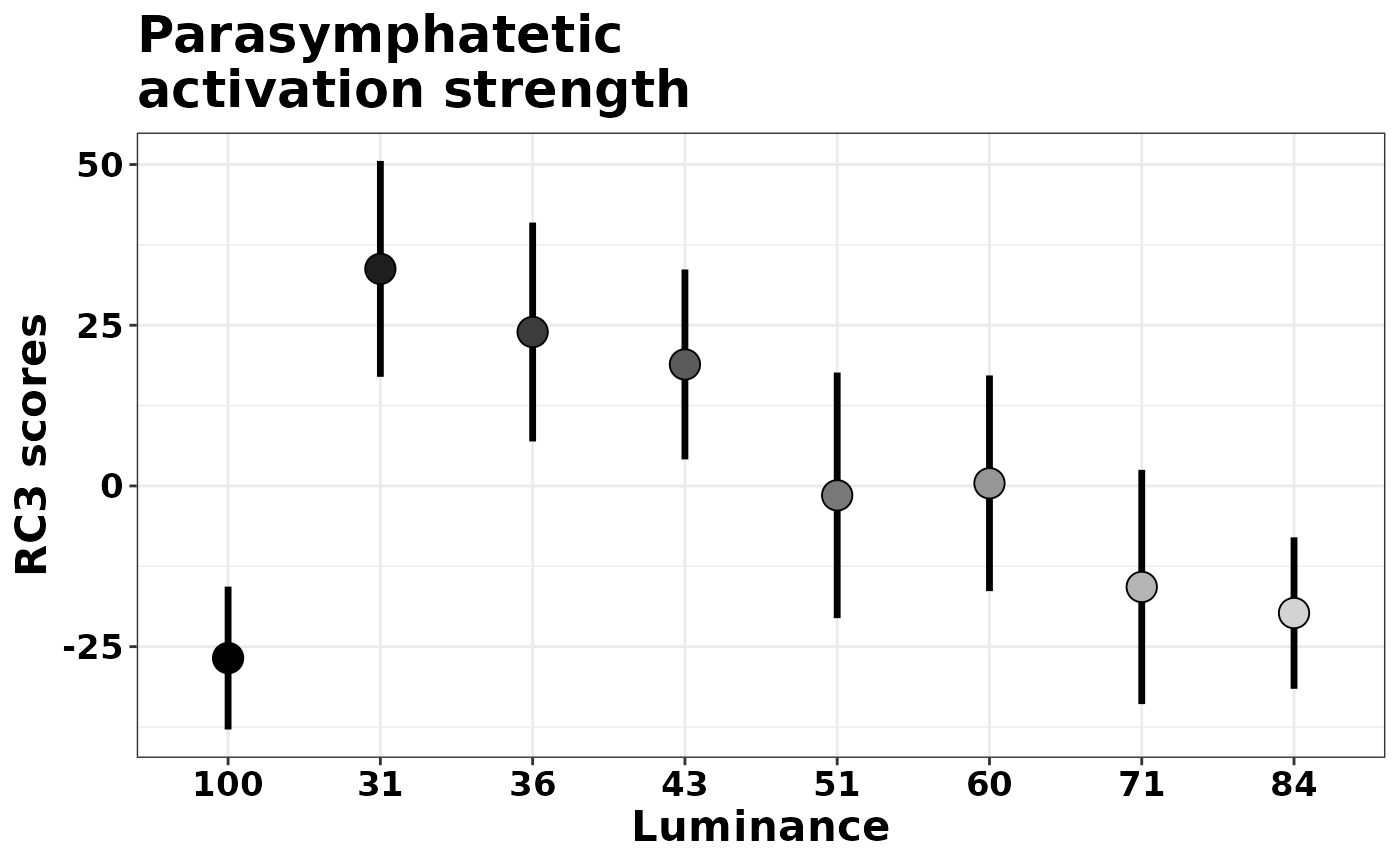 Parasymphatetic
activation strength
RC3 scores
50
25
0
-25
100 31 36 43 51 60 71 84
Luminance